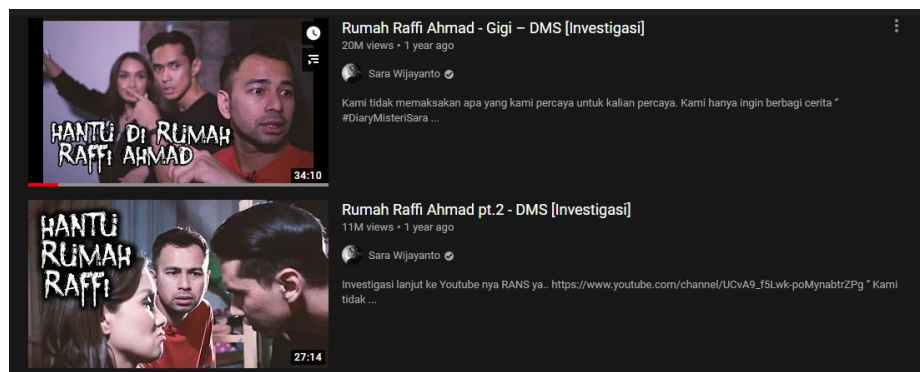 HANTU DI RUMAH
RAFFI AHMAD
34:10
Rumah Raffi Ahmad - Gigi – DMS [Investigasi]
20M views • 1 year ago
Sara Wijayanto
Kami tidak memaksakan apa yang kami percaya untuk kalian percaya. Kami hanya ingin berbagi cerita "
#DiaryMisteriSara ...
HANTU
RUMAH
RAFFI
27:14
Rumah Raffi Ahmad pt.2 - DMS [Investigasi]
11M views • 1 year ago
Sara Wijayanto
Investigasi lanjut ke Youtube nya RANS ya.. https://www.youtube.com/channel/UCvA9_f5Lwk-poMynabtrZPg " Kami
tidak ...